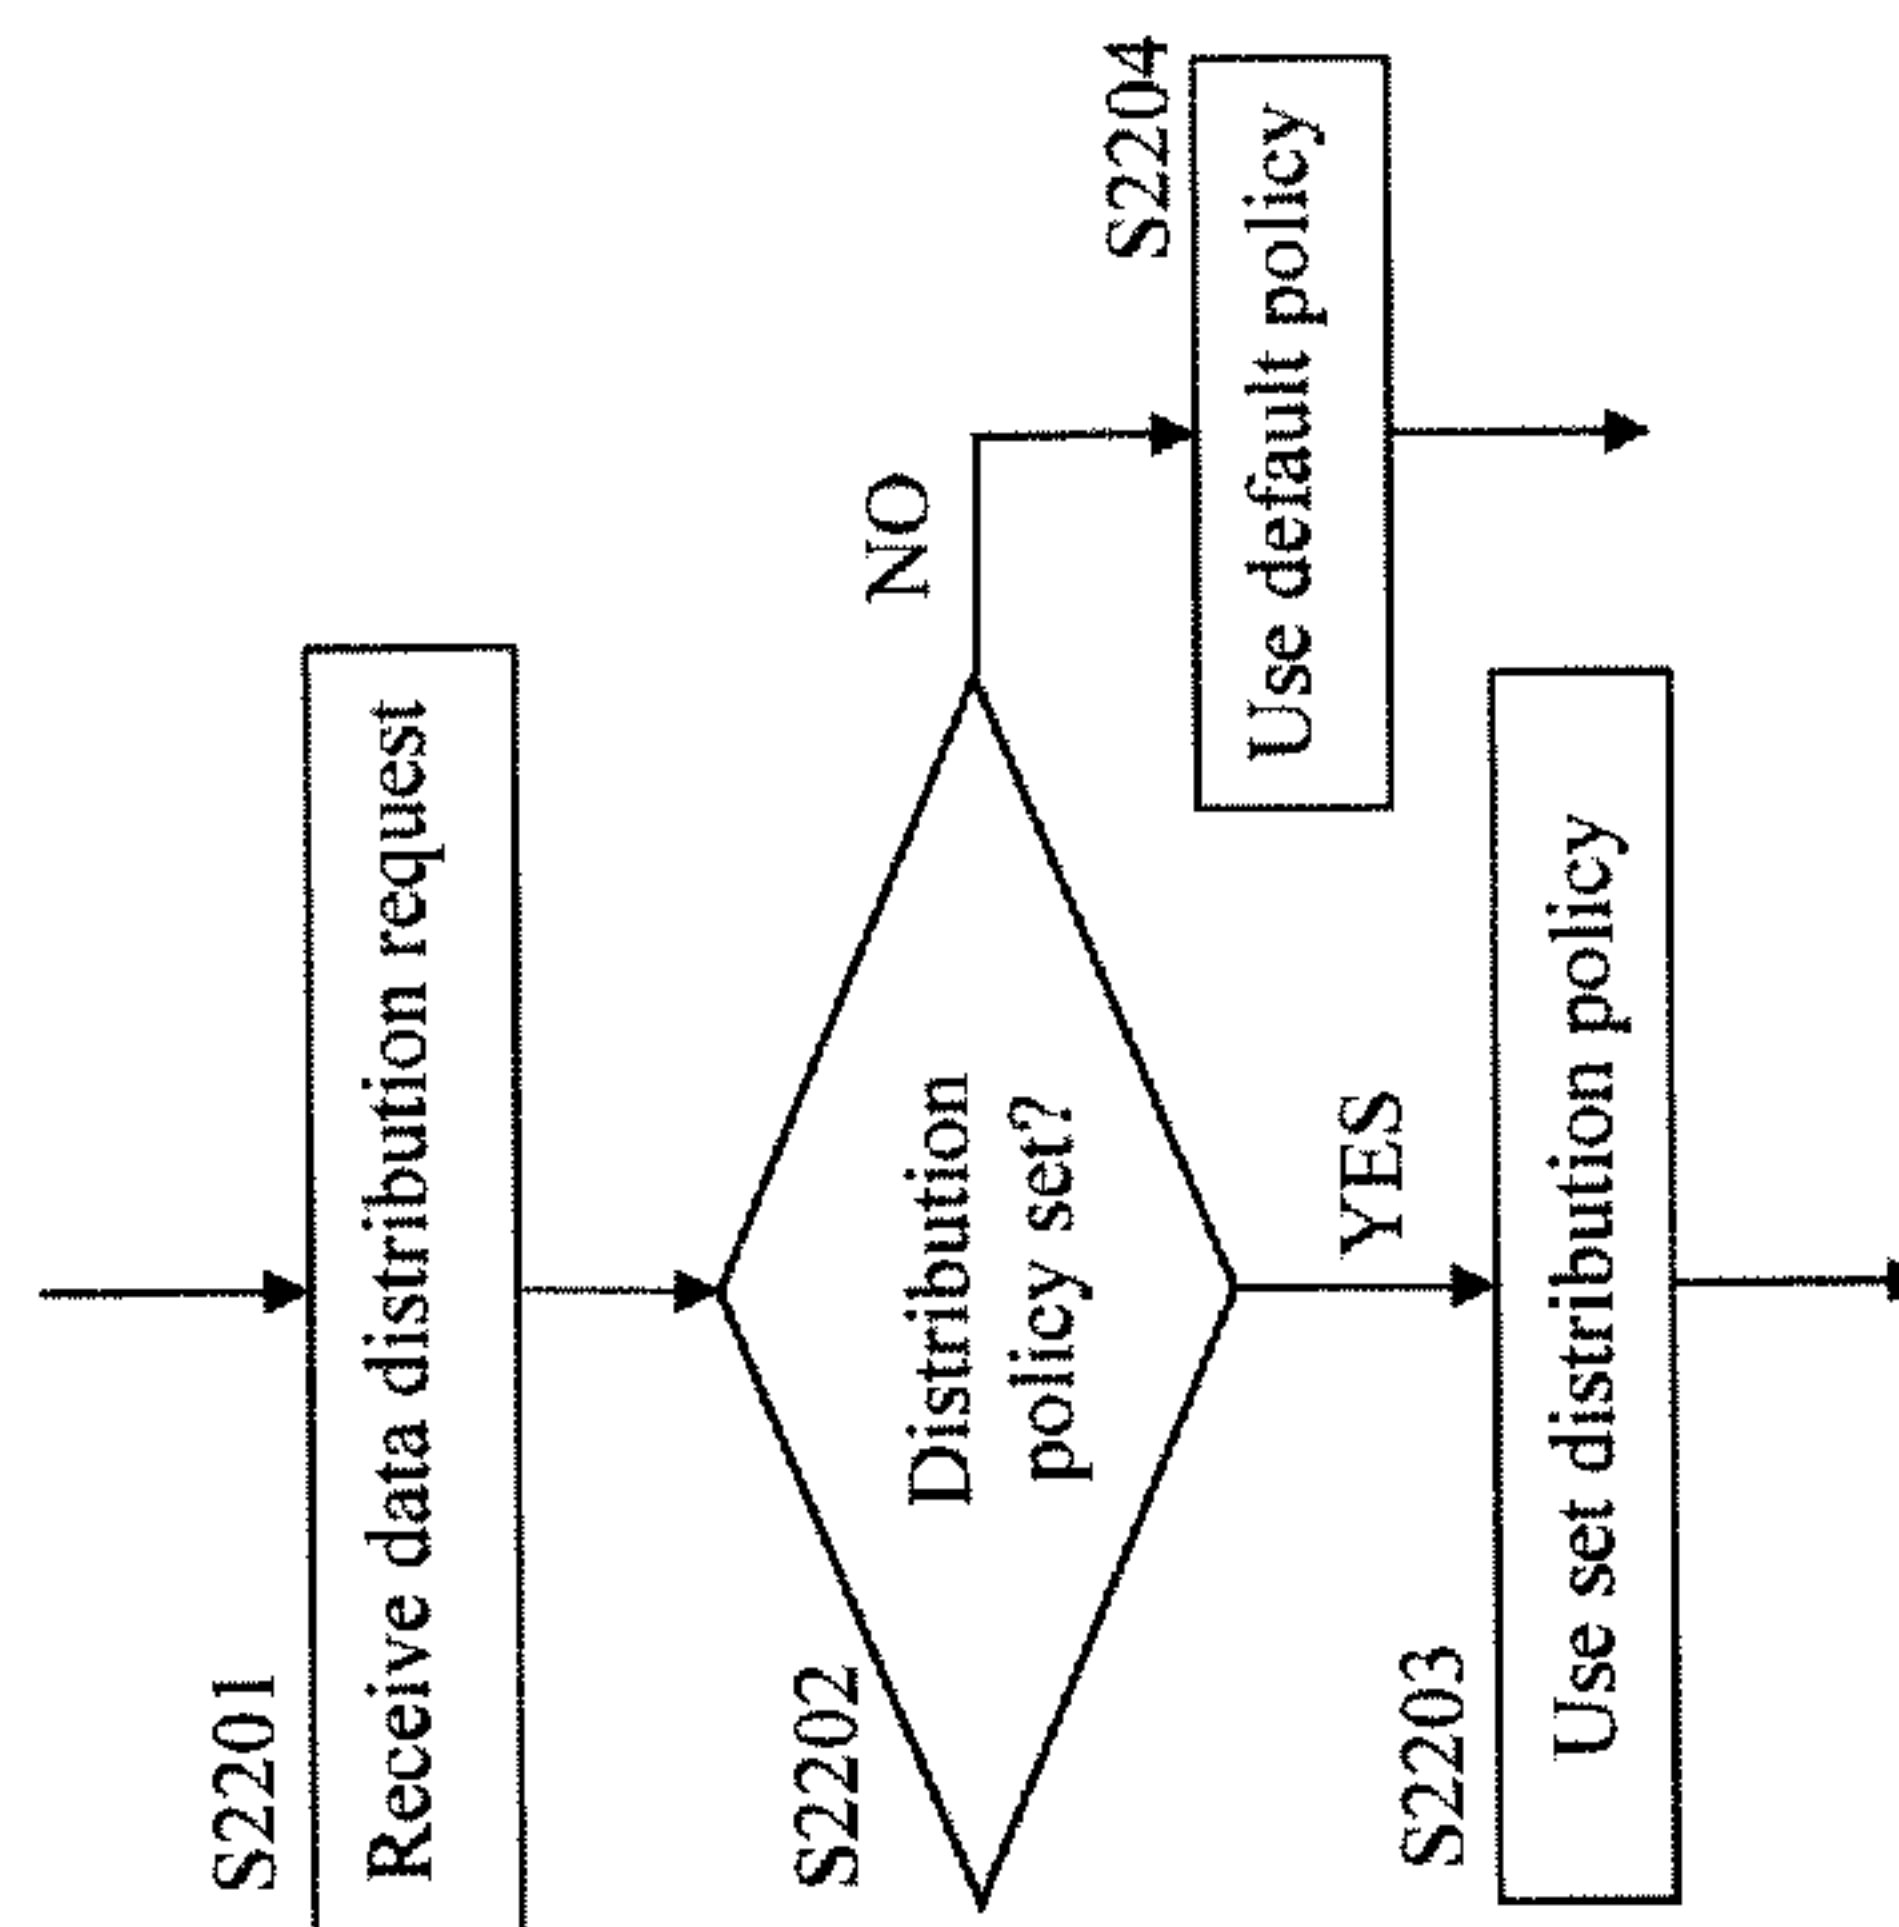 S2201
Receive data distribution request
S2202
Distribution
policy set?
NO
YES
S2204
Use default policy
S2203
Use set distribution policy